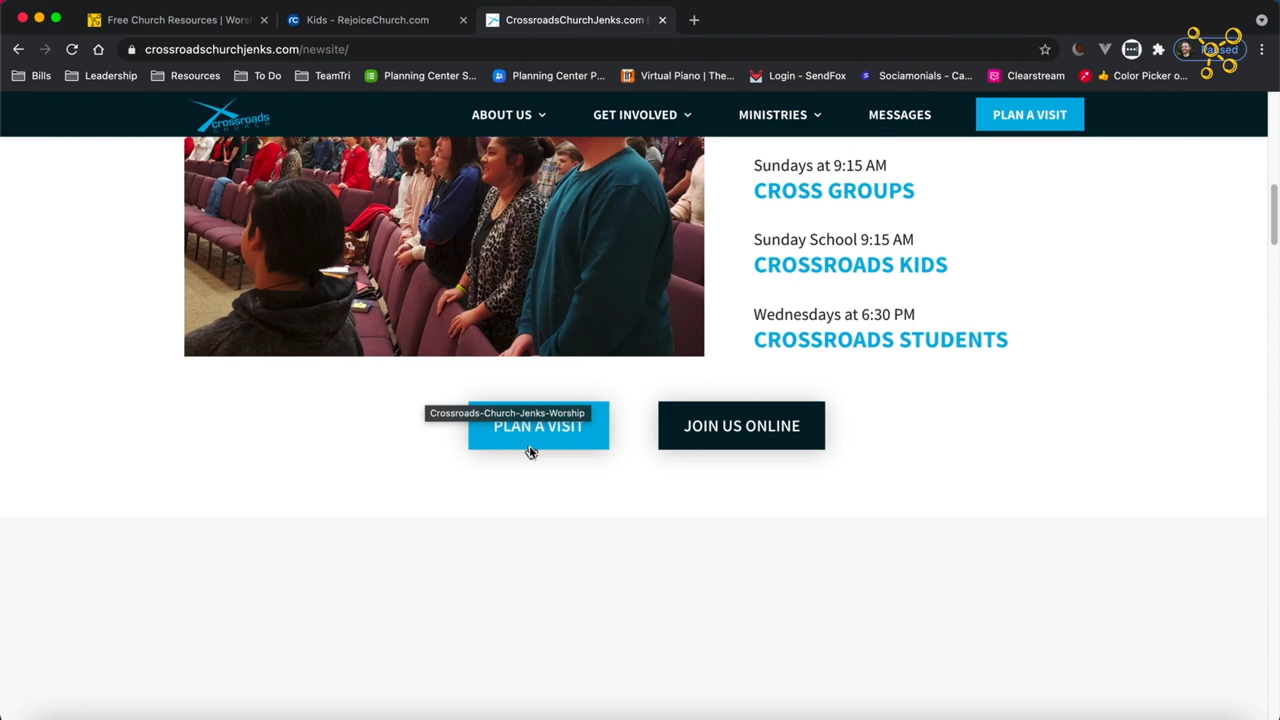 Free Church Resources | Wors
Kids - RejoiceChurch.com
CrossroadsChurchJenks.com |
crossroadschurchjenks.com/newsite/
Paused
Bills
Leadership
Resources
To Do
TeamTri
Planning Center S...
Planning Center P...
Virtual Piano | The...
Login - SendFox
Sociamonials - Ca...
Clearstream
Color Picker o...
crossroads
CHURCH
ABOUT US
GET INVOLVED
MINISTRIES
MESSAGES
PLAN A VISIT
Sundays at 9:15 AM
CROSS GROUPS
Sunday School 9:15 AM
CROSSROADS KIDS
Wednesdays at 6:30 PM
CROSSROADS STUDENTS
Crossroads-Church-Jenks-Worship
PLAN A VISIT
JOIN US ONLINE